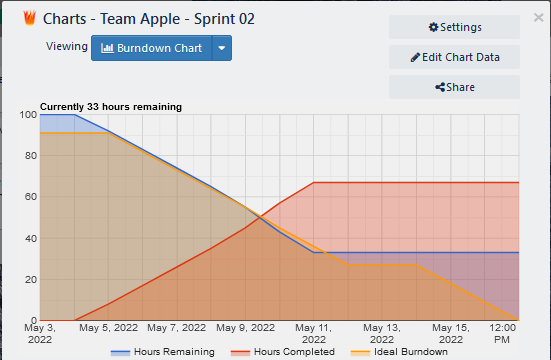 Charts - Team Apple - Sprint 02
×
Viewing
Burndown Chart
Settings
Edit Chart Data
Share
Currently 33 hours remaining
100
80
60
40
20
0
May 3, 2022
May 5, 2022
May 7, 2022
May 9, 2022
May 11, 2022
May 13, 2022
May 15, 2022
12:00 PM
Hours Remaining
Hours Completed
Ideal Burndown